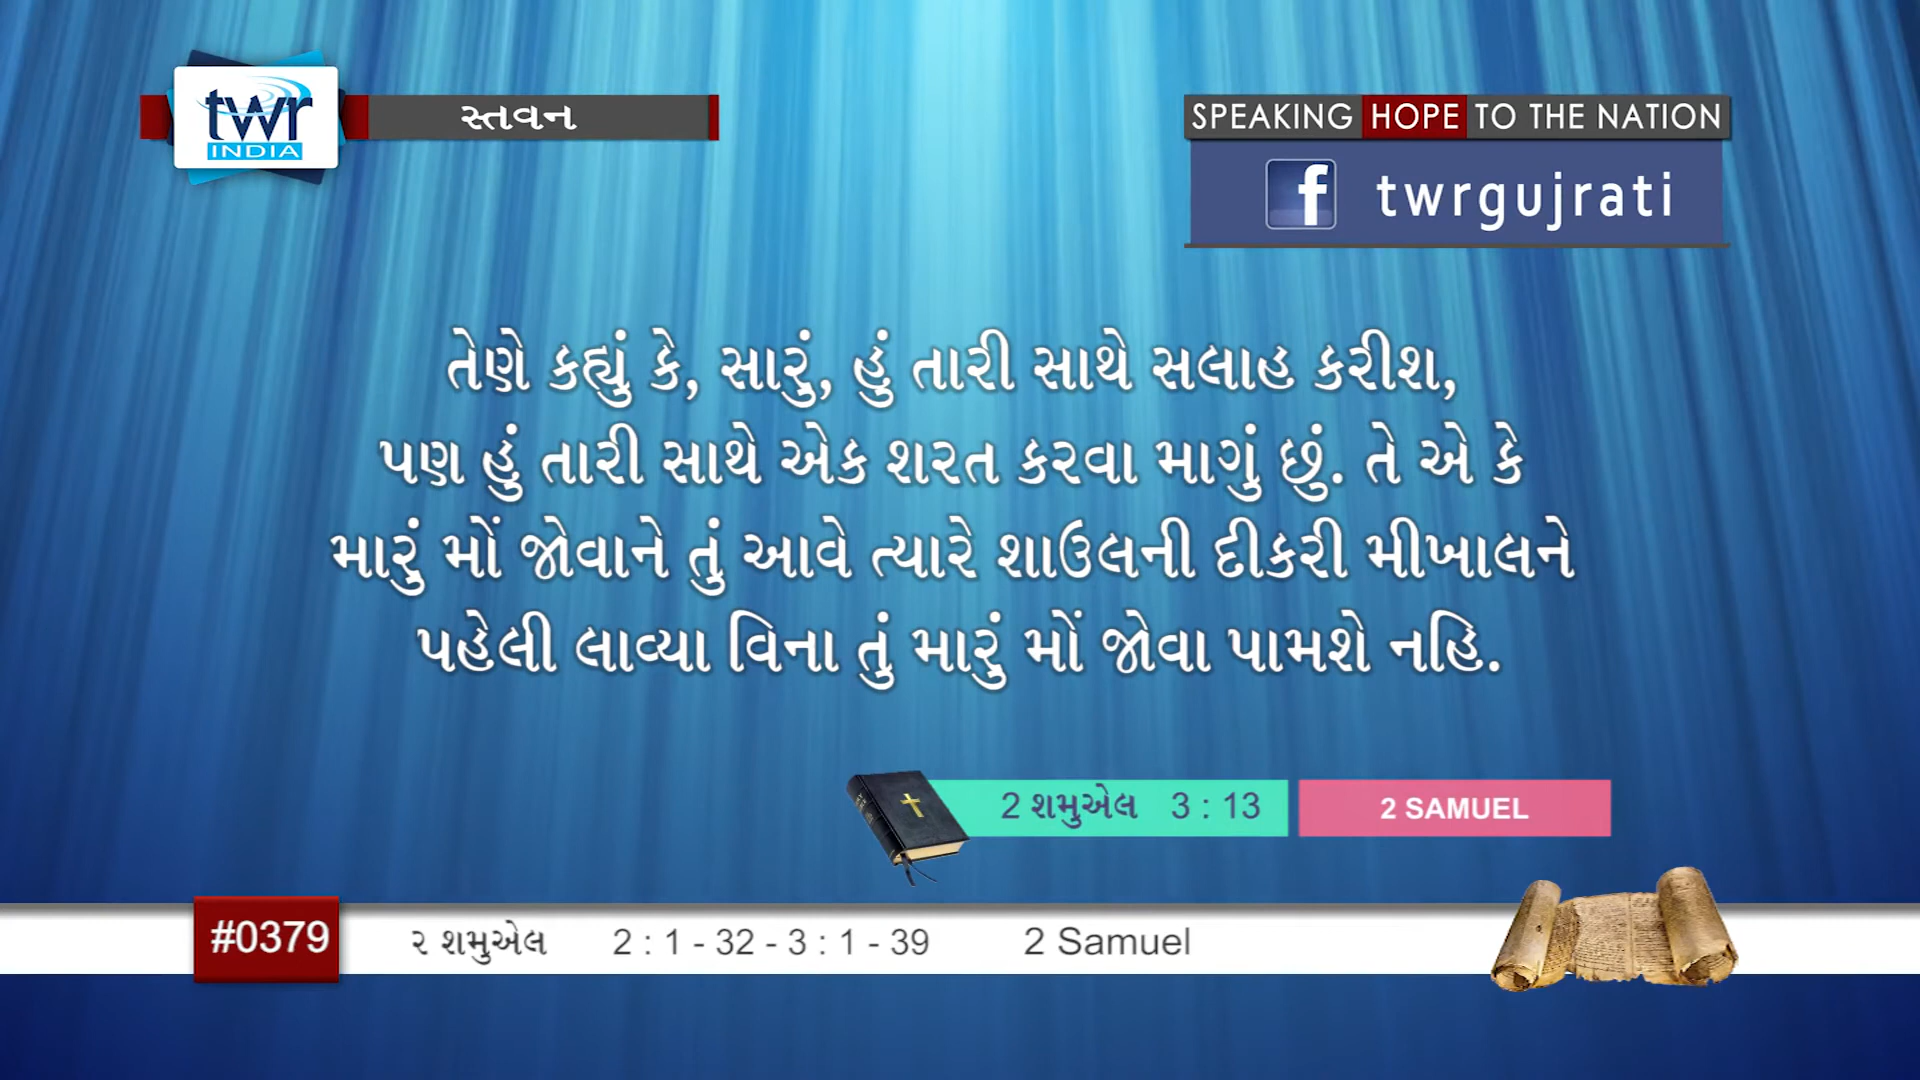 twr
INDIA
સ્તવન
SPEAKING HOPE TO THE NATION
f twrgujrati
તેણે કહ્યું કે, સારું, હું તારી સાથે સલાહ કરીશ,
પણ હું તારી સાથે એક શરત કરવા માગું છું. તે એ કે
મારું મોં જોવાને તું આવે ત્યારે શાઉલની દીકરી મીખાલને
પહેલી લાવ્યા વિના તું મારું મોં જોવા પામશે નહિ.
2 શમુએલ 3 : 13 2 SAMUEL
#0379 ૨ શમુએલ 2 : 1 - 32 - 3 : 1 - 39 2 Samuel